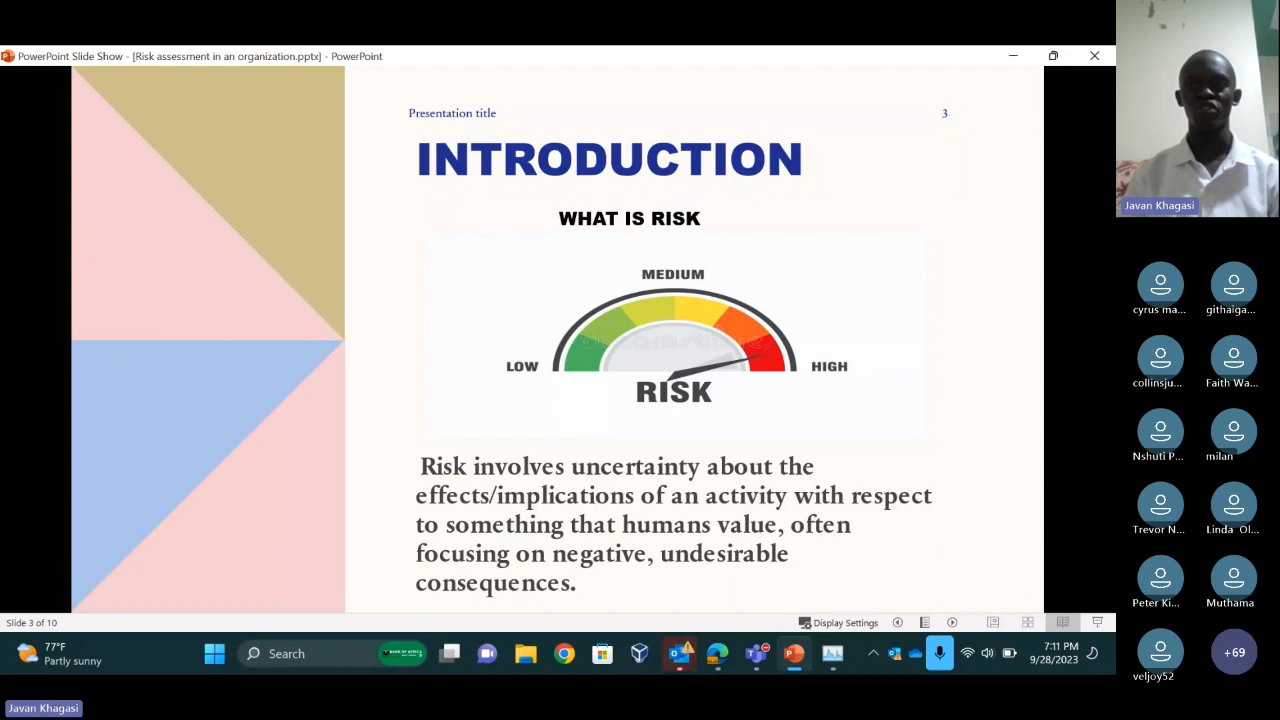 PowerPoint Slide Show - [Risk assessment in an organization.pptx] - PowerPoint
Presentation title
3
INTRODUCTION
WHAT IS RISK
MEDIUM
LOW
HIGH
RISK
Risk involves uncertainty about the
effects/implications of an activity with respect
to something that humans value, often
focusing on negative, undesirable
consequences.
Slide 3 of 10
Display Settings
77°F
Partly sunny
Search
BANK OF AFRICA
7:11 PM
9/28/2023
Javan Khagasi
cyrus ma...
githaiga...
collinsju...
Faith Wa...
Nshuti P...
milan
Trevor N...
Linda Ol...
Peter Ki...
Muthama
veljoy52
+69
Javan Khagasi